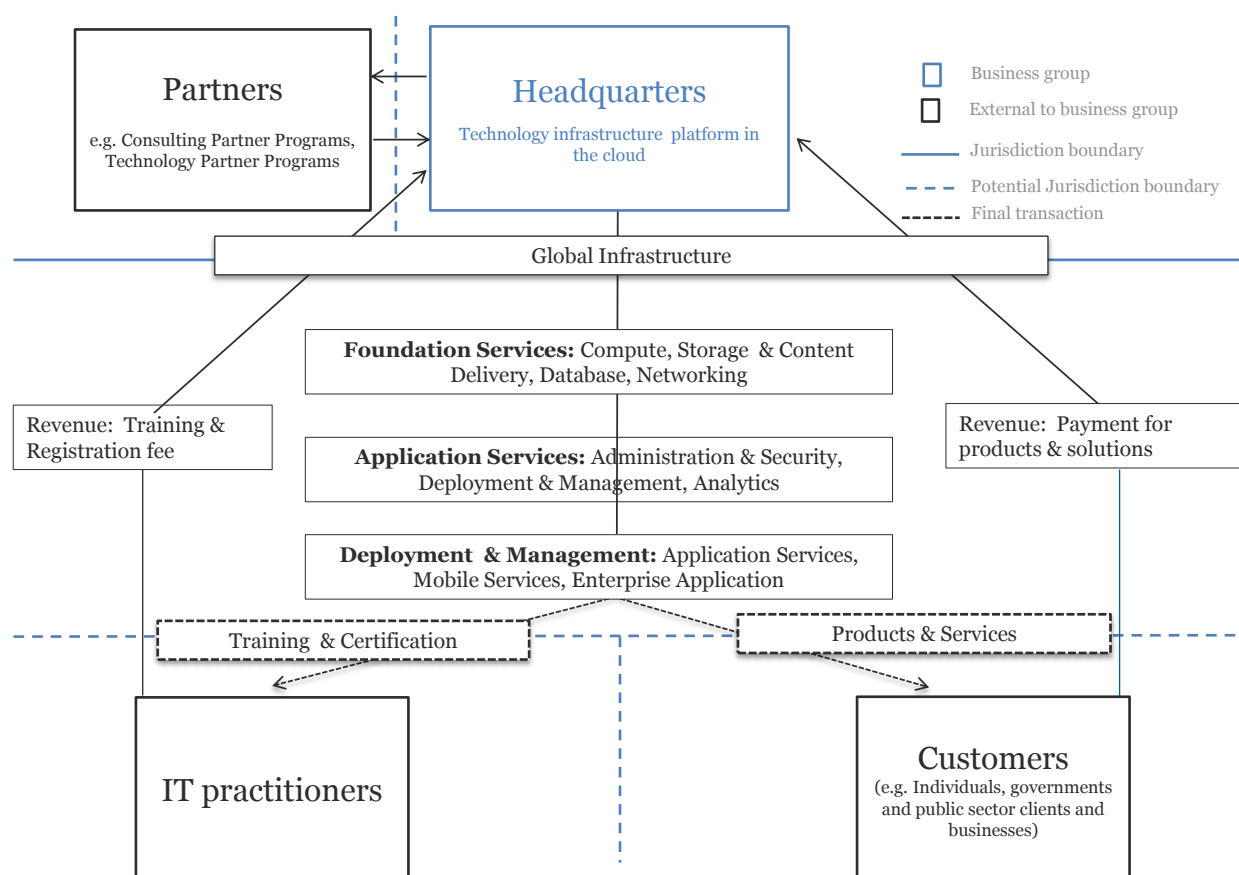 Partners
e.g. Consulting Partner Programs,
Technology Partner Programs
Headquarters
Technology infrastructure platform in
the cloud
Business group
External to business group
Jurisdiction boundary
Potential Jurisdiction boundary
Final transaction
Global Infrastructure
Foundation Services: Compute, Storage & Content
Delivery, Database, Networking
Revenue: Training &
Registration fee
Revenue: Payment for
products & solutions
Application Services: Administration & Security,
Deployment & Management, Analytics
Deployment & Management: Application Services,
Mobile Services, Enterprise Application
Training & Certification
Products & Services
IT practitioners
Customers
(e.g. Individuals, governments
and public sector clients and
businesses)